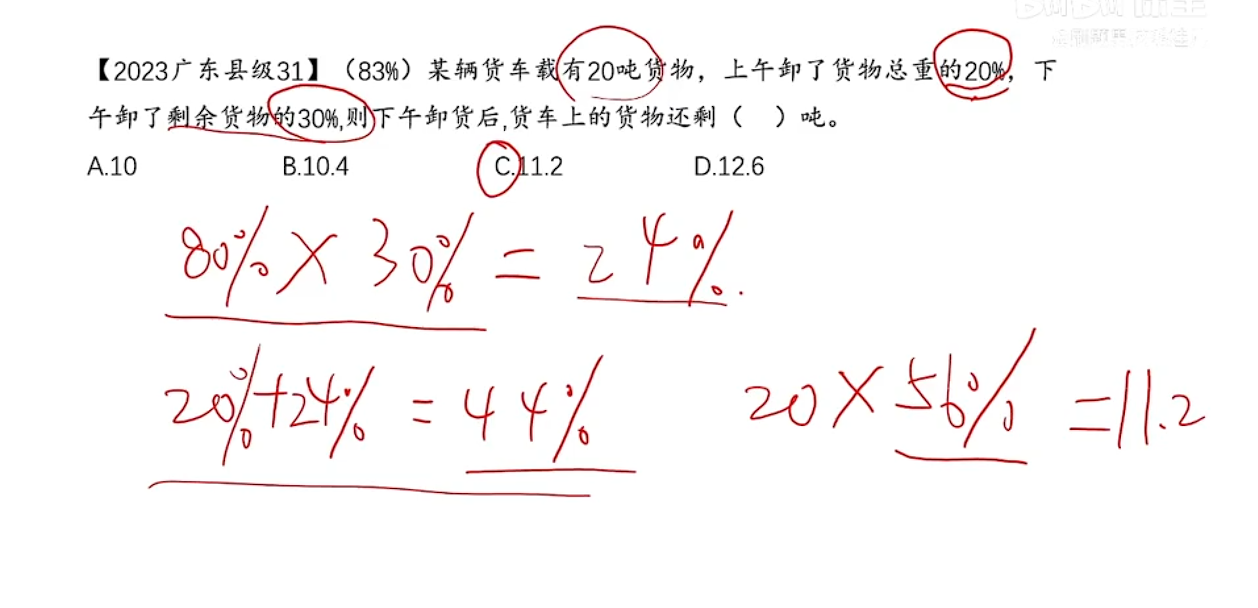 【2023广东县级31】（83%）某辆货车载有20吨货物，上午卸了货物总重的20%，下
午卸了剩余货物的30%,则下午卸货后,货车上的货物还剩（ ）吨。
A.10 B.10.4 C.11.2 D.12.6
80% × 30% = 24%.
20%+24% = 44%
20 × 56% = 11.2